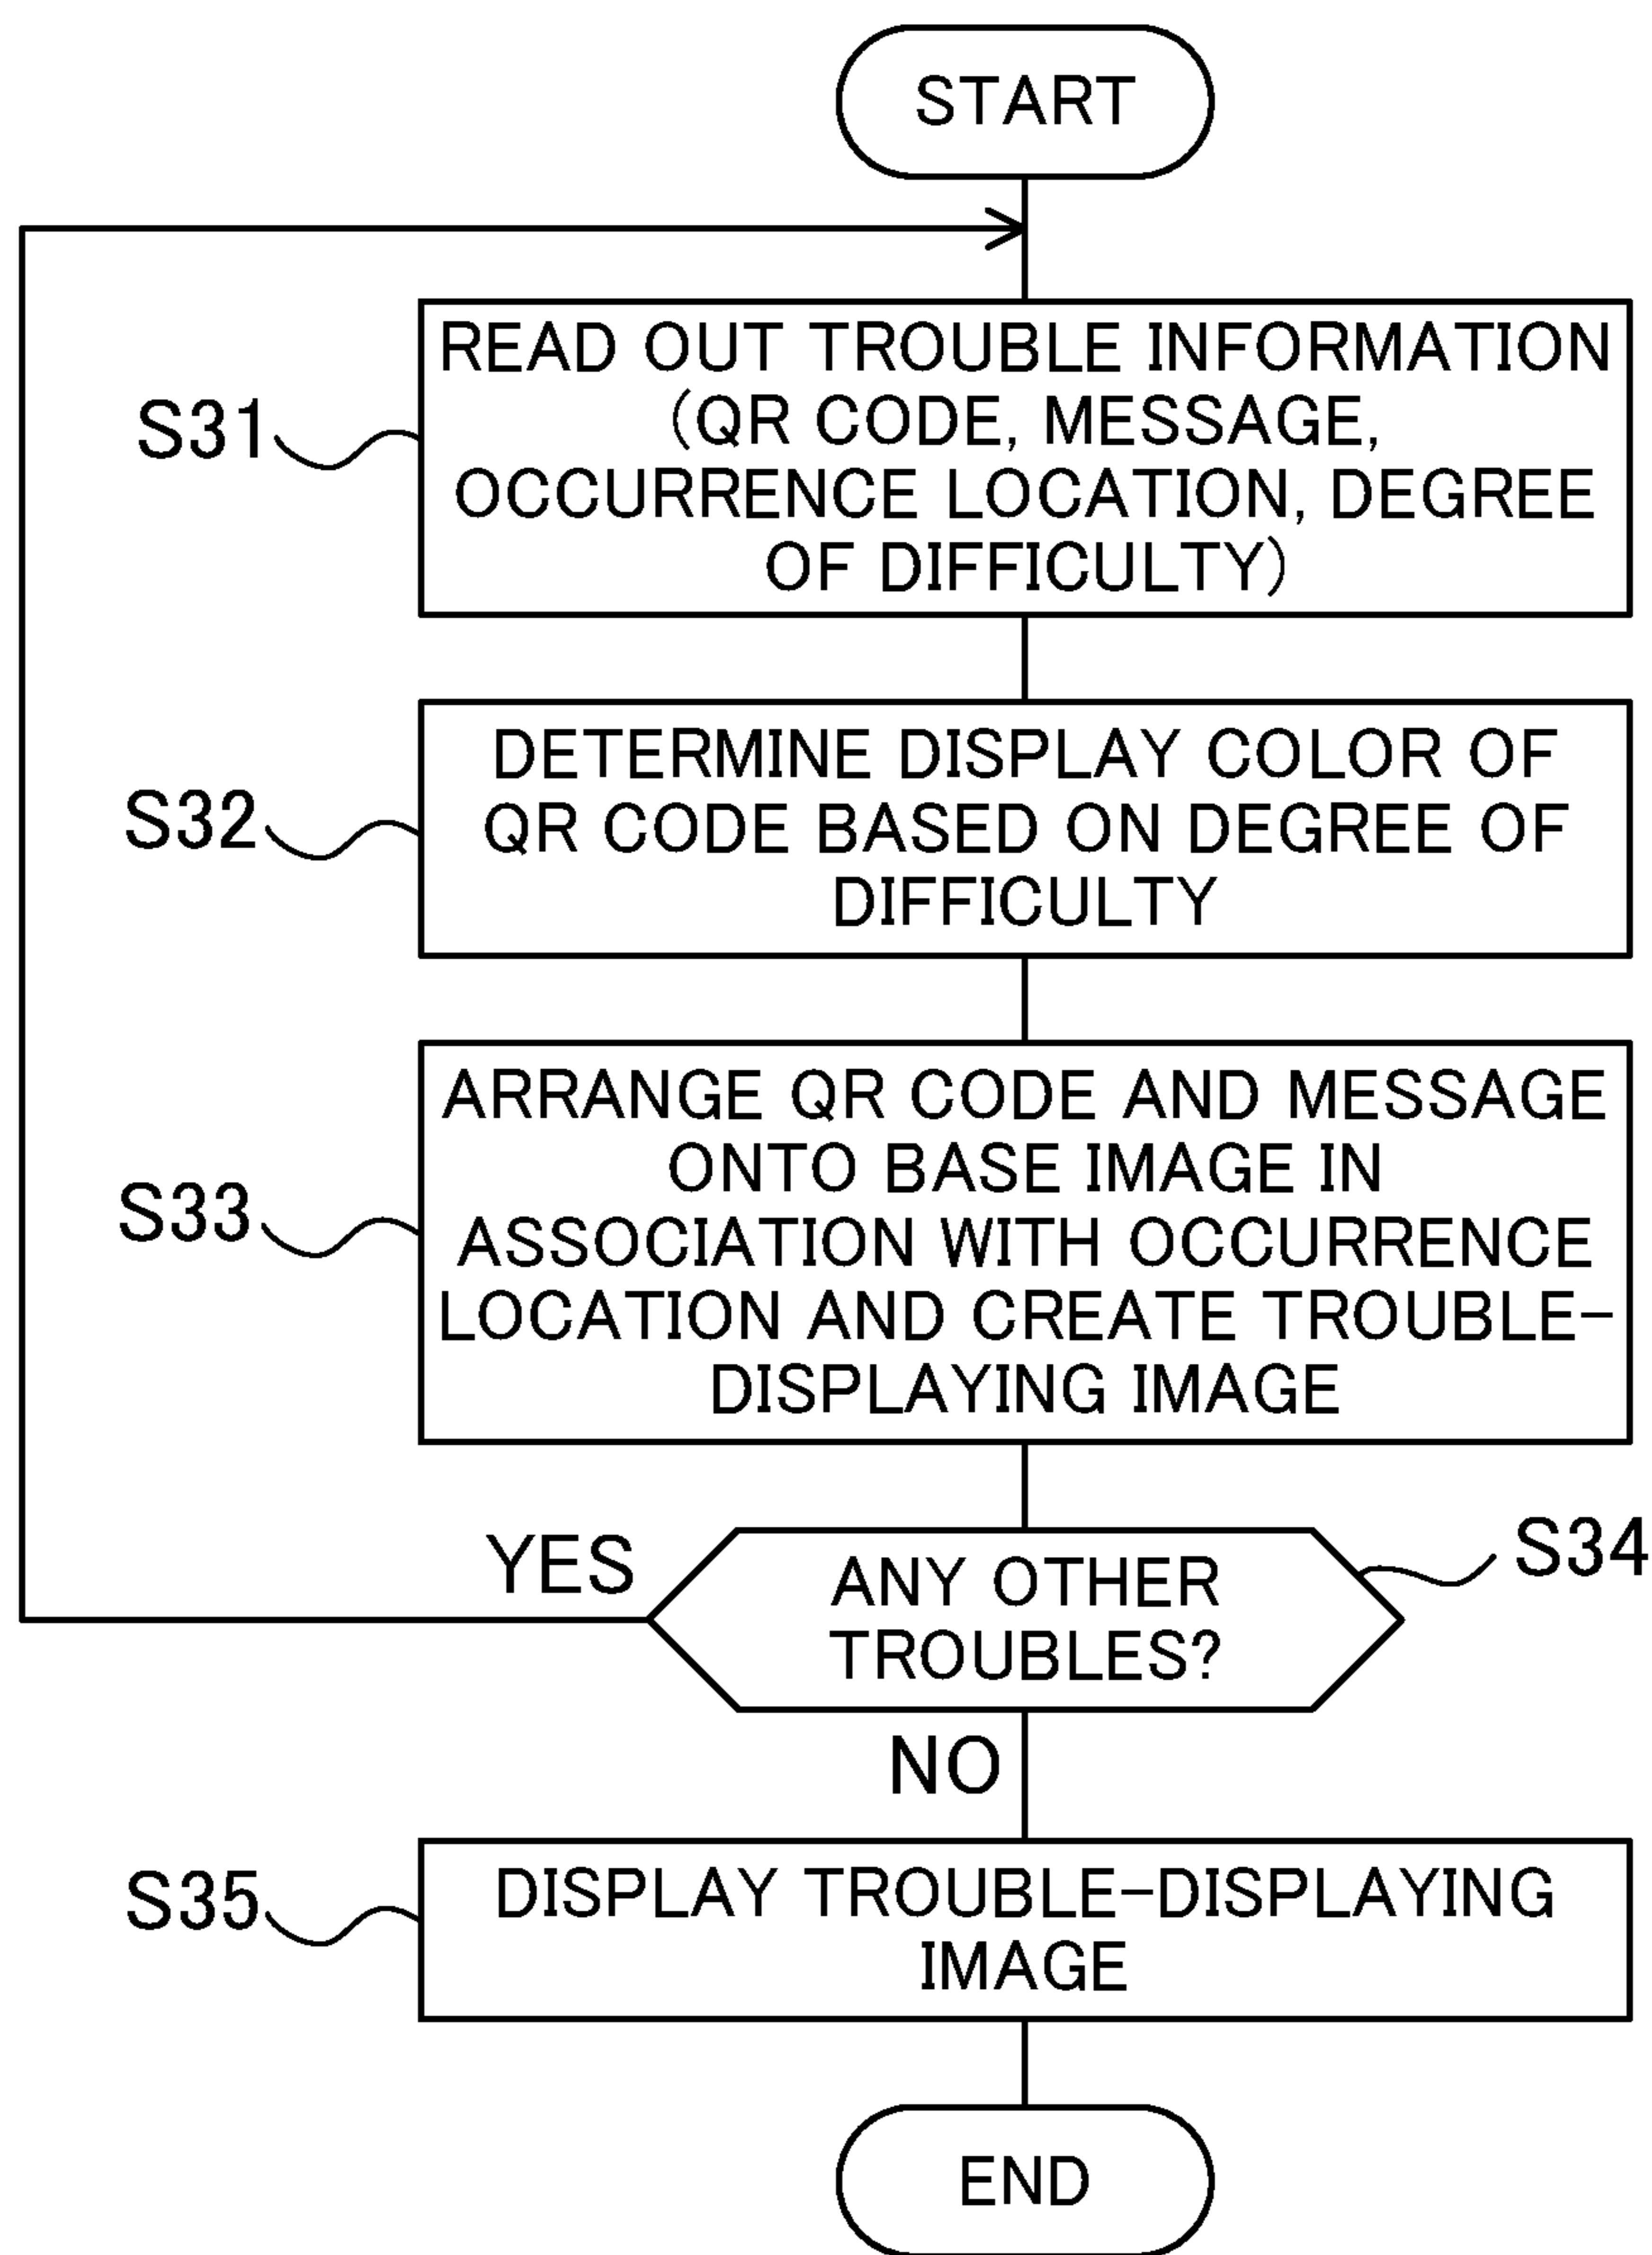 START
READ OUT TROUBLE INFORMATION
(QR CODE, MESSAGE,
OCCURRENCE LOCATION, DEGREE
OF DIFFICULTY)
S31
DETERMINE DISPLAY COLOR OF
QR CODE BASED ON DEGREE OF
DIFFICULTY
S32
ARRANGE QR CODE AND MESSAGE
ONTO BASE IMAGE IN
ASSOCIATION WITH OCCURRENCE
LOCATION AND CREATE TROUBLE-
DISPLAYING IMAGE
S33
YES
ANY OTHER
TROUBLES?
S34
NO
S35
DISPLAY TROUBLE-DISPLAYING
IMAGE
END